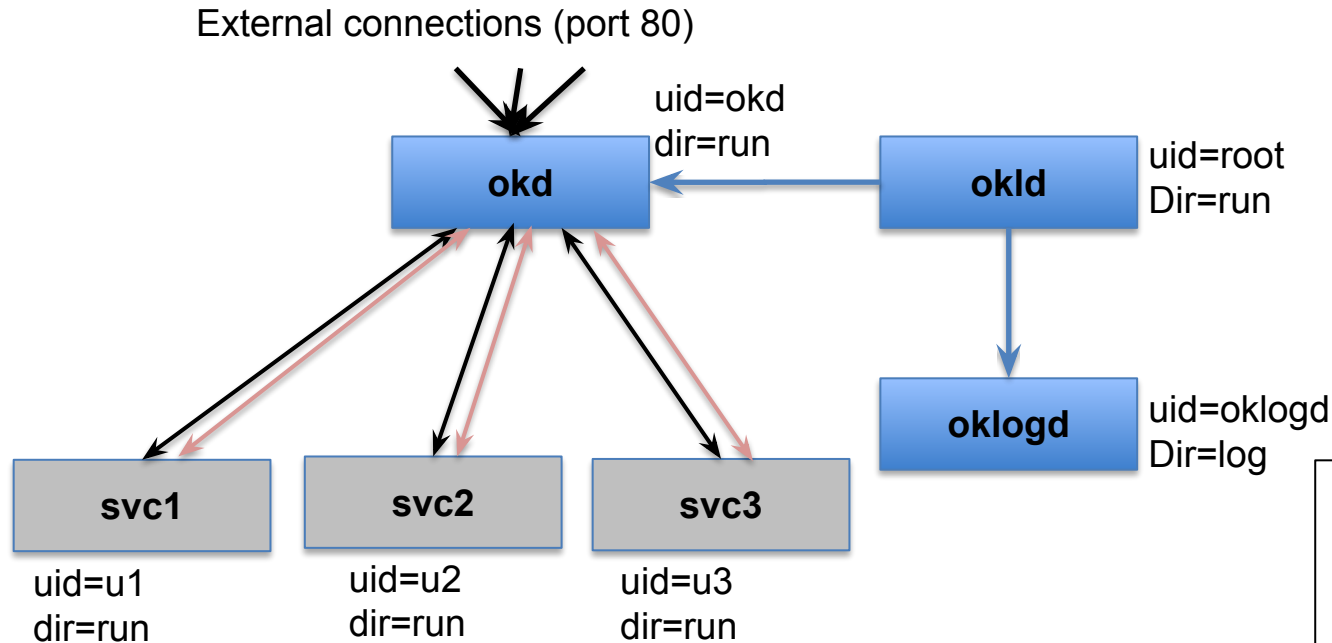 External connections (port 80)
uid=okd
dir=run
okd
okld
uid=root
Dir=run
oklogd
uid=oklogd
Dir=log
svc1
svc2
svc3
uid=u1
dir=run
uid=u2
dir=run
uid=u3
dir=run